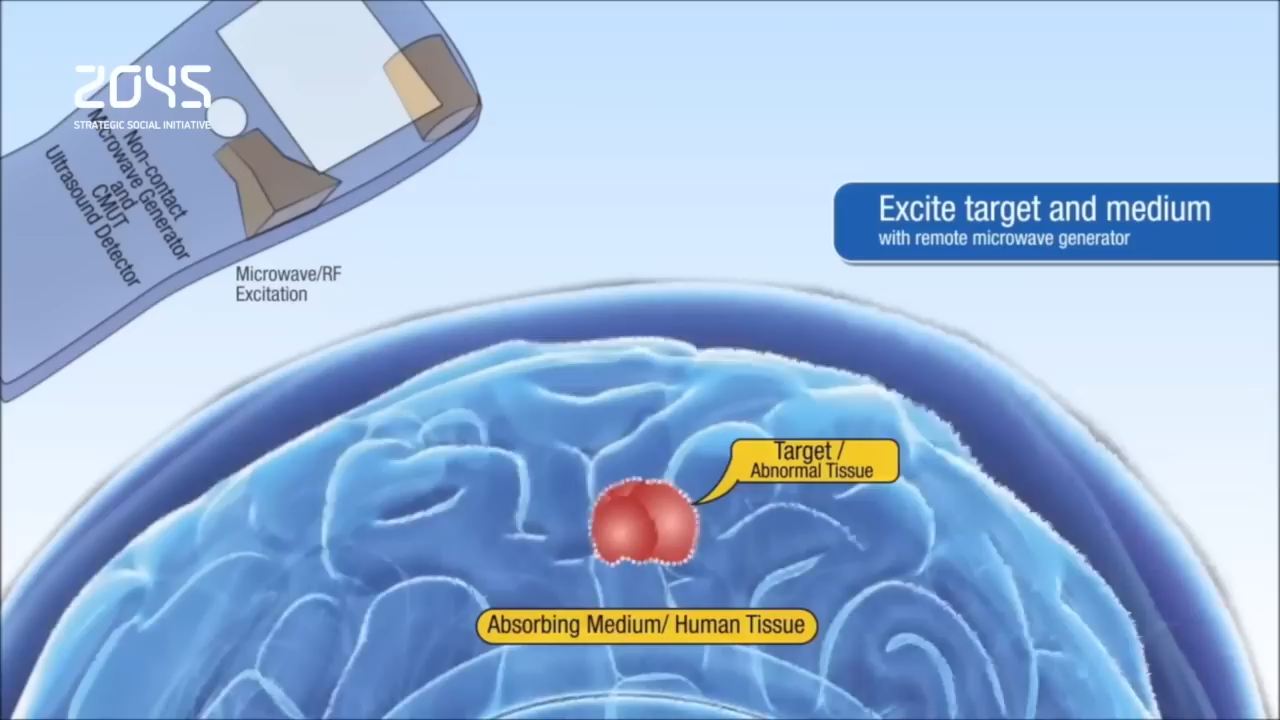 2045
STRATEGIC SOCIAL INITIATIVE
Non-contact
Microwave Generator
and
CMUT
Ultrasound Detector
Microwave/RF
Excitation
Excite target and medium
with remote microwave generator
Target /
Abnormal Tissue
Absorbing Medium/ Human Tissue